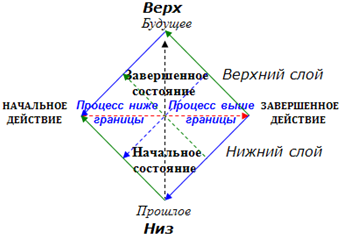 Верх
Будущее
Завершенное
состояние
Верхний слой
НАЧАЛЬНОЕ
ДЕЙСТВИЕ
Процесс ниже
границы
Процесс выше
границы
ЗАВЕРШЕННОЕ
ДЕЙСТВИЕ
Начальное
состояние
Нижний слой
Прошлое
Низ